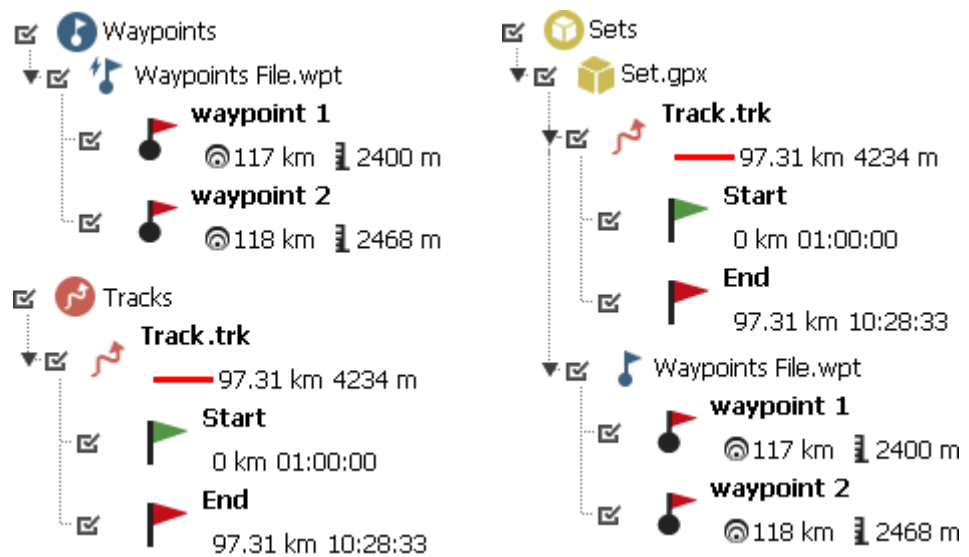 Waypoints
Waypoints File.wpt
waypoint 1
117 km 2400 m
waypoint 2
118 km 2468 m
Tracks
Track.trk
97.31 km 4234 m
Start
0 km 01:00:00
End
97.31 km 10:28:33
Sets
Set.gpx
Track.trk
97.31 km 4234 m
Start
0 km 01:00:00
End
97.31 km 10:28:33
Waypoints File.wpt
waypoint 1
117 km 2400 m
waypoint 2
118 km 2468 m